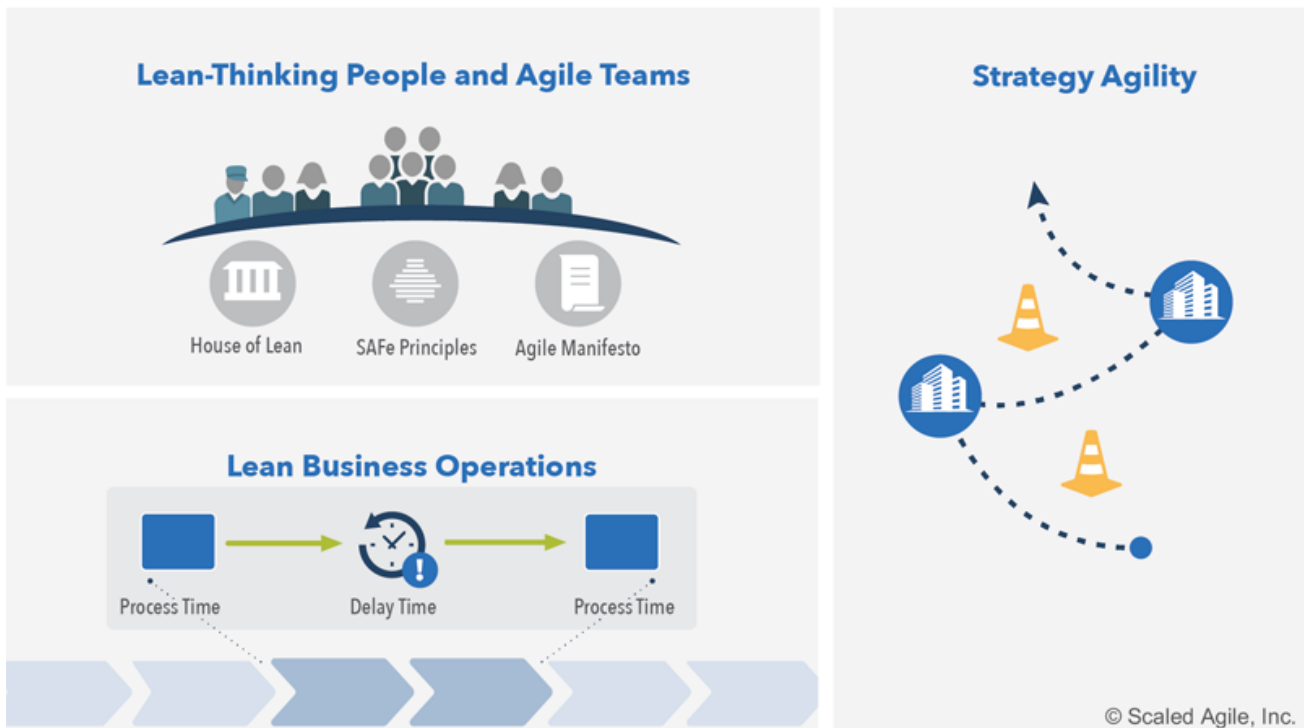 Lean-Thinking People and Agile Teams
House of Lean
SAFe Principles
Agile Manifesto
Lean Business Operations
Process Time
Delay Time
!
Process Time
Strategy Agility
© Scaled Agile, Inc.